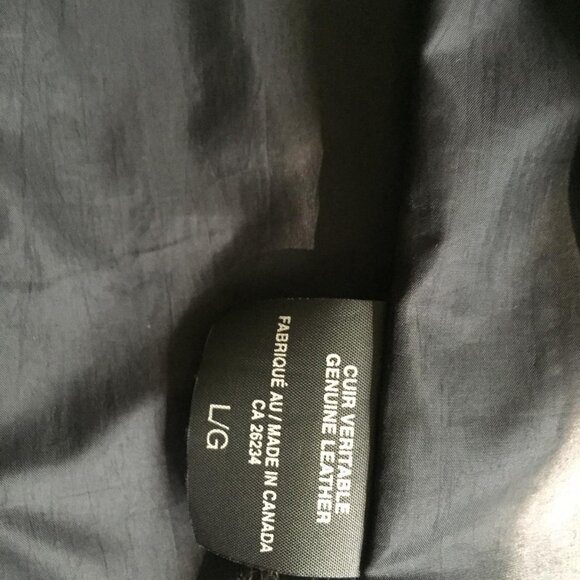 CUIR VERITABLE
GENUINE LEATHER
FABRIQUÉ AU / MADE IN CANADA
CA 26234
L/G